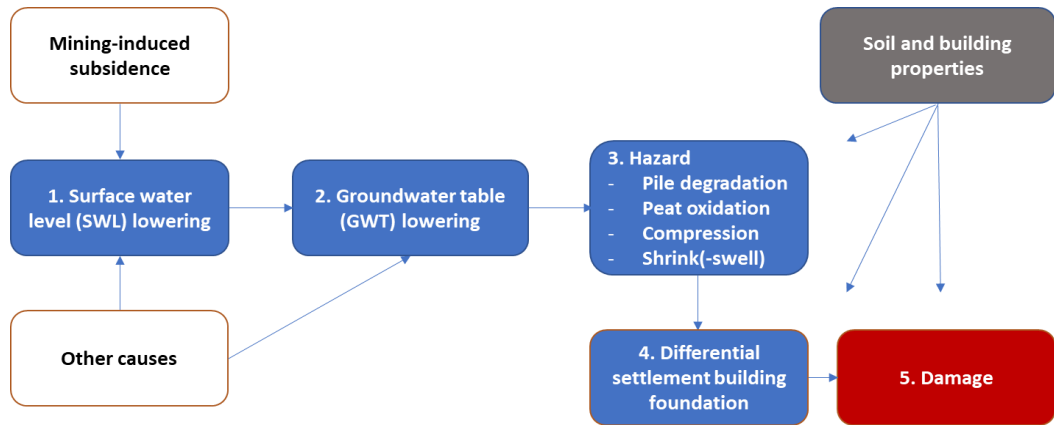 Mining-induced
subsidence
Soil and building
properties
1. Surface water
level (SWL) lowering
2. Groundwater table
(GWT) lowering
3. Hazard
- Pile degradation
- Peat oxidation
- Compression
- Shrink(-swell)
Other causes
4. Differential
settlement building
foundation
5. Damage